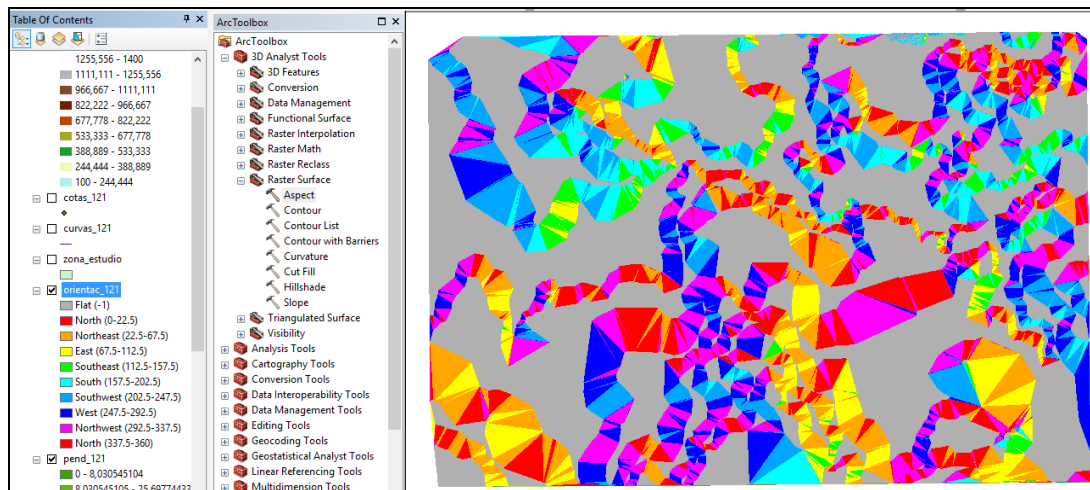 Table Of Contents
1255,556 - 1400
1111,111 - 1255,556
966,667 - 1111,111
822,222 - 966,667
677,778 - 822,222
533,333 - 677,778
388,889 - 533,333
244,444 - 388,889
100 - 244,444
cotas_121
curvas_121
zona_estudio
orientac_121
Flat (-1)
North (0-22.5)
Northeast (22.5-67.5)
East (67.5-112.5)
Southeast (112.5-157.5)
South (157.5-202.5)
Southwest (202.5-247.5)
West (247.5-292.5)
Northwest (292.5-337.5)
North (337.5-360)
pend_121
0 - 8,030545104
8,030545105 - 25,69774433
ArcToolbox
ArcToolbox
3D Analyst Tools
3D Features
Conversion
Data Management
Functional Surface
Raster Interpolation
Raster Math
Raster Reclass
Raster Surface
Aspect
Contour
Contour List
Contour with Barriers
Curvature
Cut Fill
Hillshade
Slope
Triangulated Surface
Visibility
Analysis Tools
Cartography Tools
Conversion Tools
Data Interoperability Tools
Data Management Tools
Editing Tools
Geocoding Tools
Geostatistical Analyst Tools
Linear Referencing Tools
Multidimension Tools